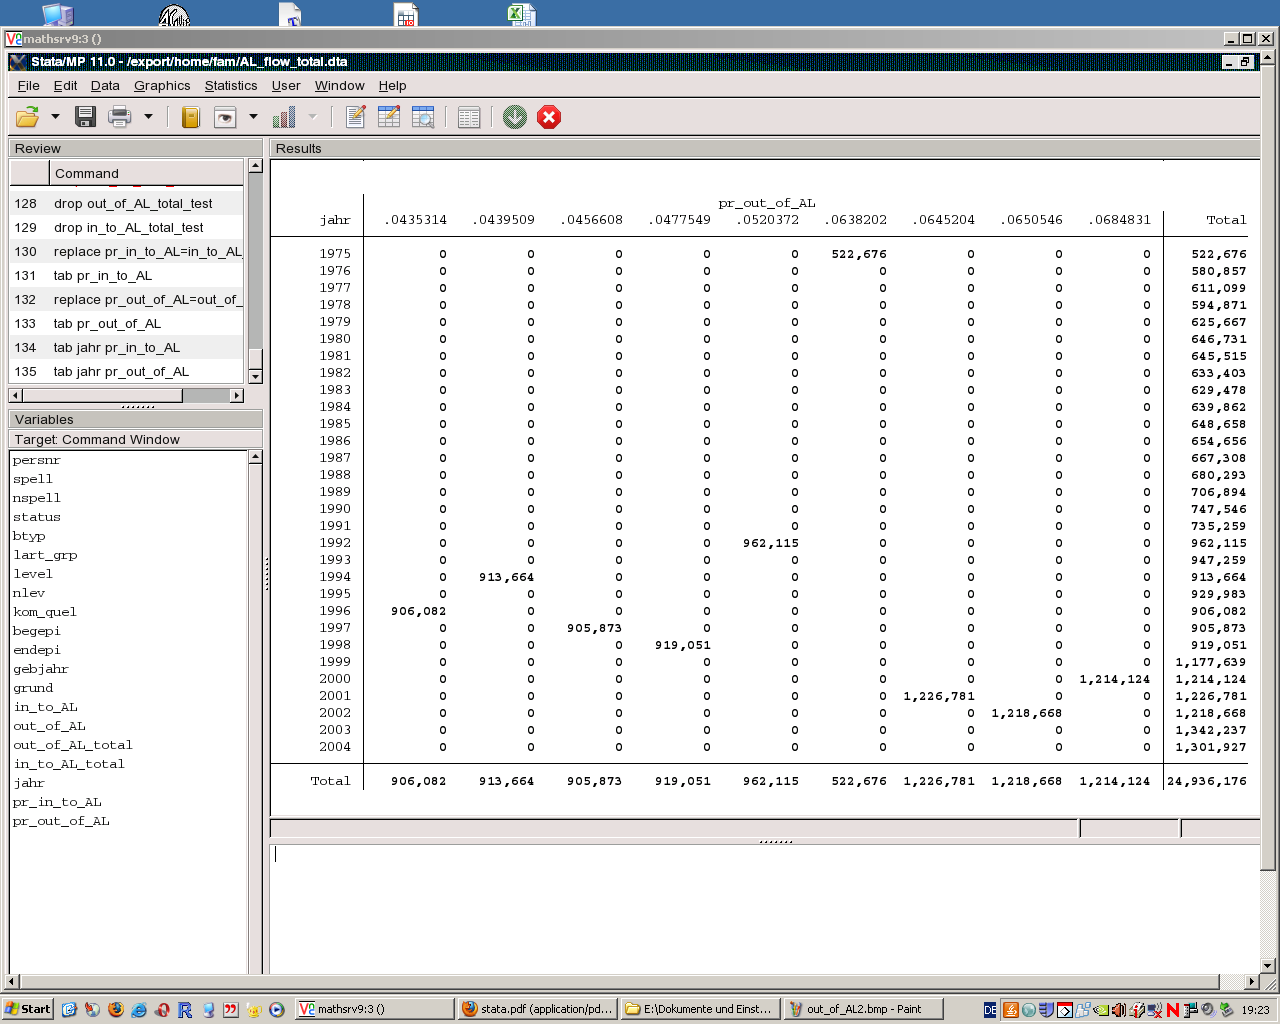 mathsrv9:3 ()
Stata/MP 11.0 - /export/home/fam/AL_flow_total.dta
File Edit Data Graphics Statistics User Window Help
Review
Command
128 drop out_of_AL_total_test
129 drop in_to_AL_total_test
130 replace pr_in_to_AL=in_to_AL_
131 tab pr_in_to_AL
132 replace pr_out_of_AL=out_of_
133 tab pr_out_of_AL
134 tab jahr pr_in_to_AL
135 tab jahr pr_out_of_AL
Variables
Target: Command Window
persnr
spell
nspell
status
btyp
lart_grp
level
nlev
kom_quel
begepi
endepi
gebjahr
grund
in_to_AL
out_of_AL
out_of_AL_total
in_to_AL_total
jahr
pr_in_to_AL
pr_out_of_AL
Results
pr_out_of_AL
jahr .0435314 .0439509 .0456608 .0477549 .0520372 .0638202 .0645204 .0650546 .0684831 Total
1975 0 0 0 0 0 522,676 0 0 0 522,676
1976 0 0 0 0 0 0 0 0 0 580,857
1977 0 0 0 0 0 0 0 0 0 611,099
1978 0 0 0 0 0 0 0 0 0 594,871
1979 0 0 0 0 0 0 0 0 0 625,667
1980 0 0 0 0 0 0 0 0 0 646,731
1981 0 0 0 0 0 0 0 0 0 645,515
1982 0 0 0 0 0 0 0 0 0 633,403
1983 0 0 0 0 0 0 0 0 0 629,478
1984 0 0 0 0 0 0 0 0 0 639,862
1985 0 0 0 0 0 0 0 0 0 648,658
1986 0 0 0 0 0 0 0 0 0 654,656
1987 0 0 0 0 0 0 0 0 0 667,308
1988 0 0 0 0 0 0 0 0 0 680,293
1989 0 0 0 0 0 0 0 0 0 706,894
1990 0 0 0 0 0 0 0 0 0 747,546
1991 0 0 0 0 0 0 0 0 0 735,259
1992 0 0 0 0 962,115 0 0 0 0 962,115
1993 0 0 0 0 0 0 0 0 0 947,259
1994 0 913,664 0 0 0 0 0 0 0 913,664
1995 0 0 0 0 0 0 0 0 0 929,983
1996 906,082 0 0 0 0 0 0 0 0 906,082
1997 0 0 905,873 0 0 0 0 0 0 905,873
1998 0 0 0 919,051 0 0 0 0 0 919,051
1999 0 0 0 0 0 0 0 0 0 1,177,639
2000 0 0 0 0 0 0 0 0 1,214,124 1,214,124
2001 0 0 0 0 0 0 1,226,781 0 0 1,226,781
2002 0 0 0 0 0 0 0 1,218,668 0 1,218,668
2003 0 0 0 0 0 0 0 0 0 1,342,237
2004 0 0 0 0 0 0 0 0 0 1,301,927
Total 906,082 913,664 905,873 919,051 962,115 522,676 1,226,781 1,218,668 1,214,124 24,936,176
Start mathsrv9:3 () stata.pdf (application/pd... E:\Dokumente und Einst... out_of_AL2.bmp - Paint DE 19:23